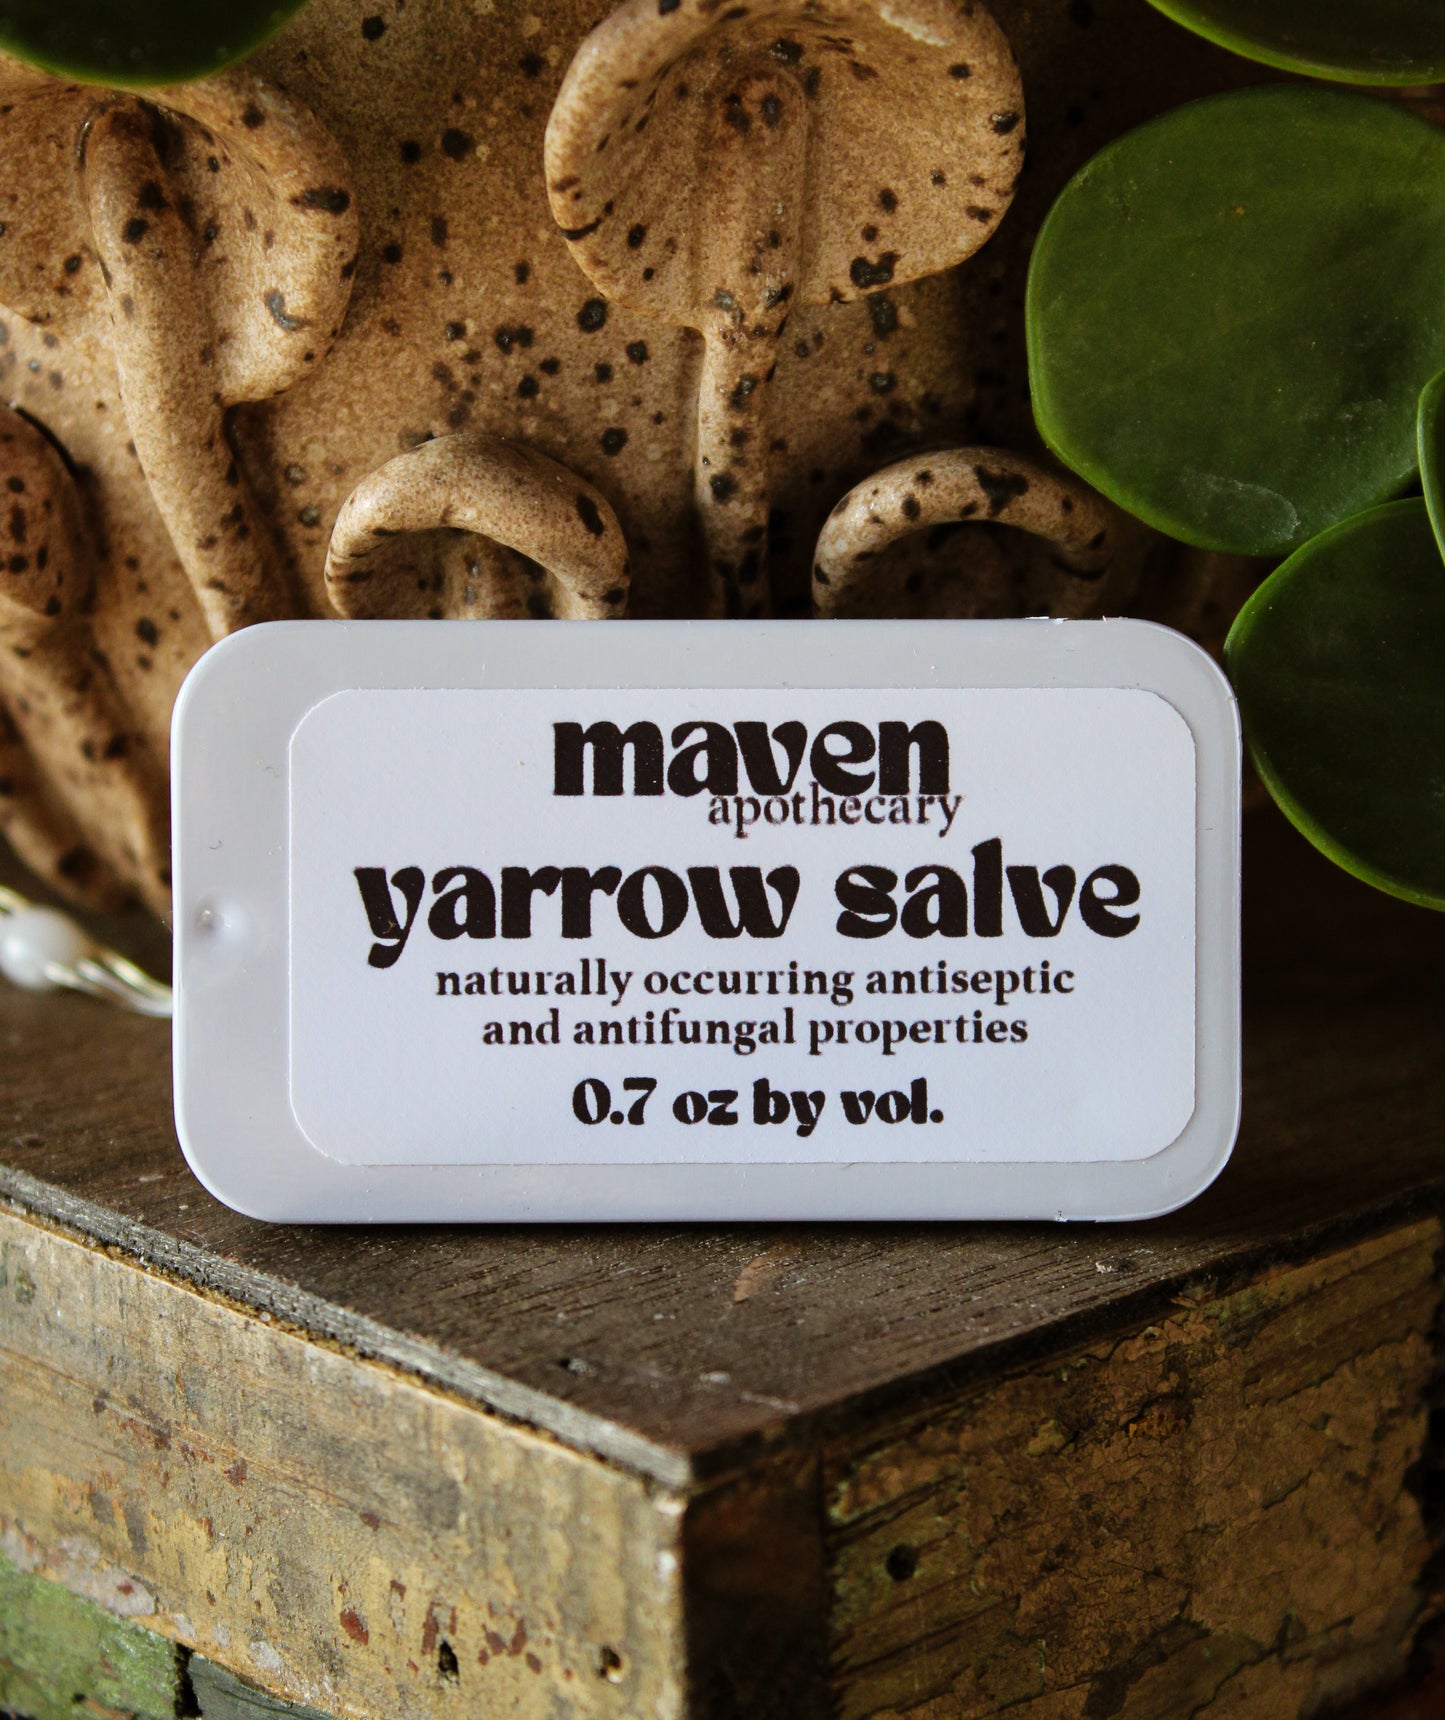 maven
apothecary
yarrow salve
naturally occurring antiseptic
and antifungal properties
0.7 oz by vol.